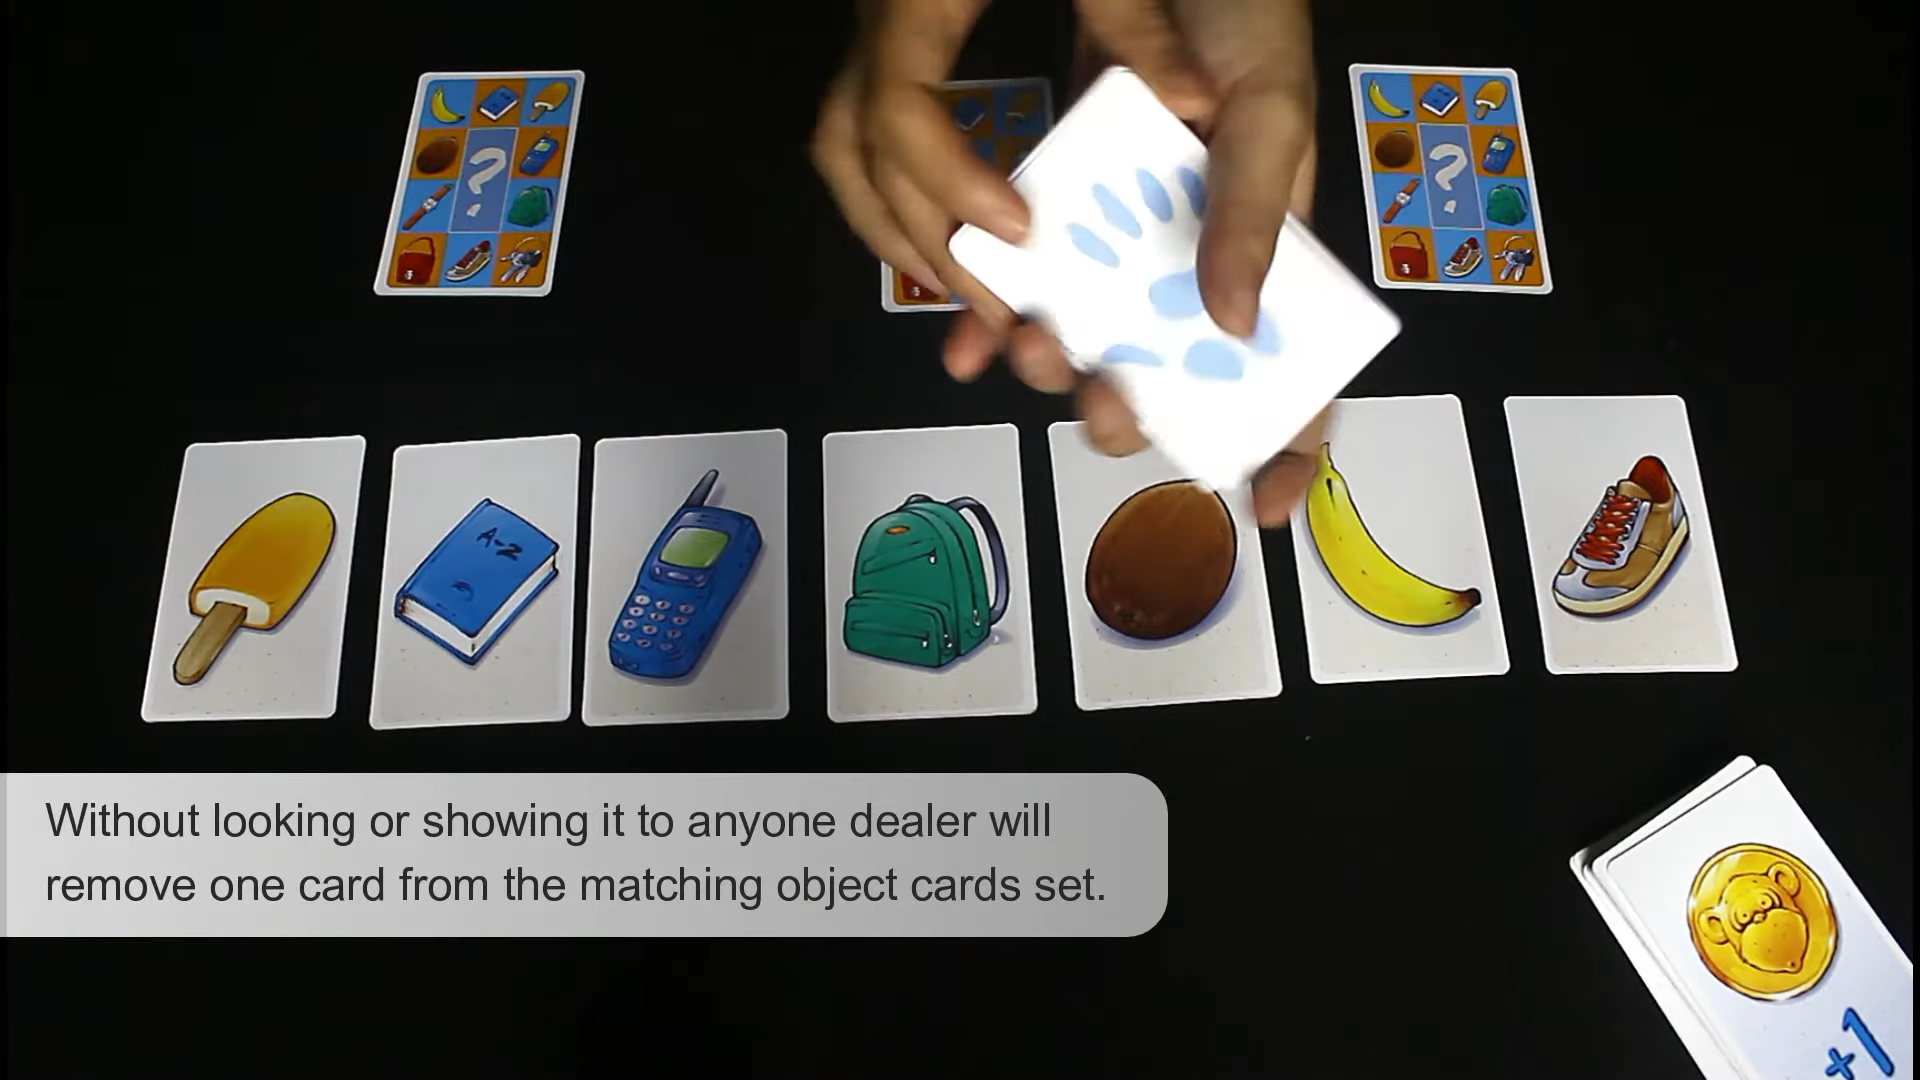 ?
?
A-Z
Without looking or showing it to anyone dealer will
remove one card from the matching object cards set.
+1